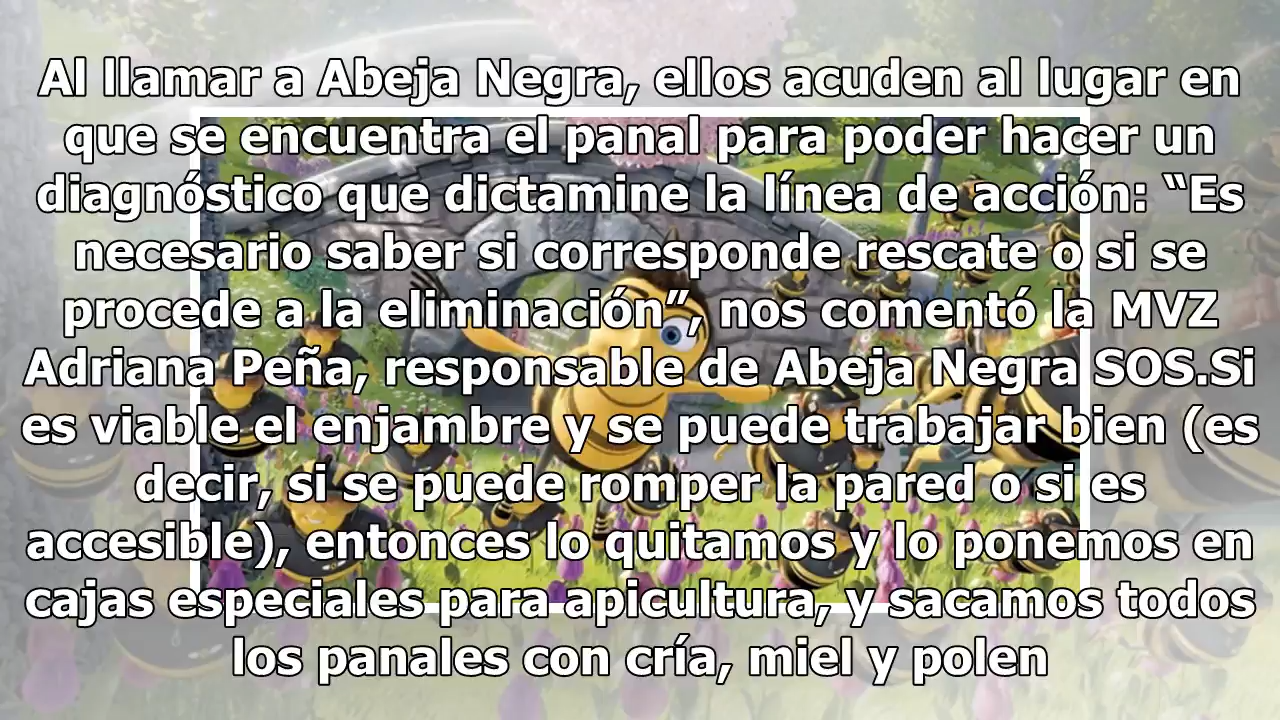 Al llamar a Abeja Negra, ellos acuden al lugar en
que se encuentra el panal para poder hacer un
diagnóstico que dictamine la línea de acción: “Es
necesario saber si corresponde rescate o si se
procede a la eliminación”, nos comentó la MVZ
Adriana Peña, responsable de Abeja Negra SOS.Si
es viable el enjambre y se puede trabajar bien (es
decir, si se puede romper la pared o si es
accesible), entonces lo quitamos y lo ponemos en
cajas especiales para apicultura, y sacamos todos
los panales con cría, miel y polen